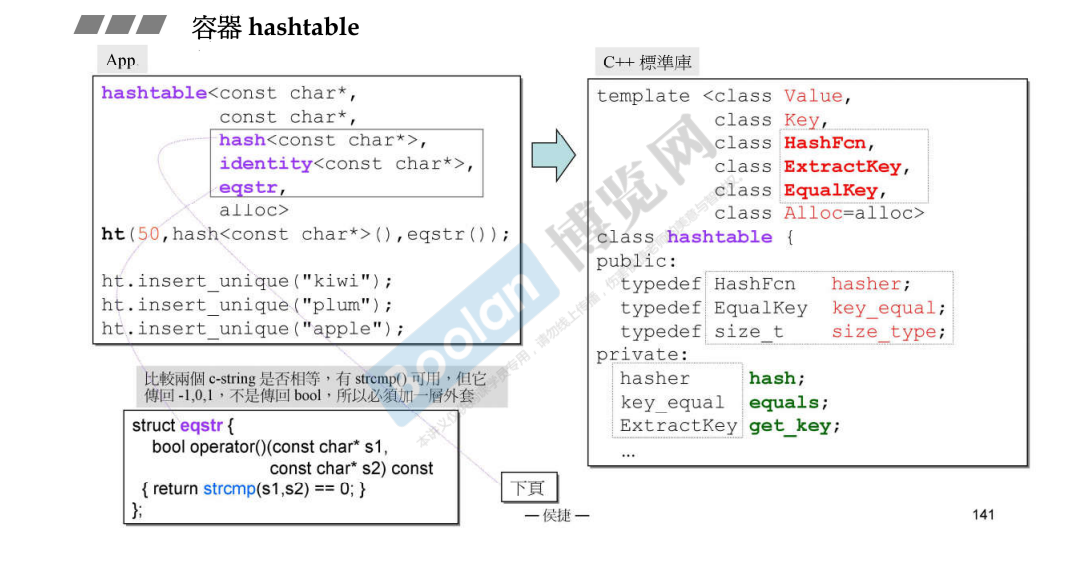 容器 hashtable
App.
hashtable<const char*,
const char*,
hash<const char*>,
identity<const char*>,
eqstr,
alloc>
ht(50,hash<const char*>(),eqstr());
ht.insert_unique("kiwi");
ht.insert_unique("plum");
ht.insert_unique("apple");
比較兩個 c-string 是否相等，有 strcmp() 可用，但它
傳回 -1,0,1，不是傳回 bool，所以必須加一層外套
struct eqstr {
bool operator()(const char* s1,
const char* s2) const
{ return strcmp(s1,s2) == 0; }
};
C++ 標準庫
template <class Value,
class Key,
class HashFcn,
class ExtractKey,
class EqualKey,
class Alloc=alloc>
class hashtable {
public:
typedef HashFcn hasher;
typedef EqualKey key_equal;
typedef size_t size_type;
private:
hasher hash;
key_equal equals;
ExtractKey get_key;
...
下頁
— 侯捷 —
141
Boolan 博览网